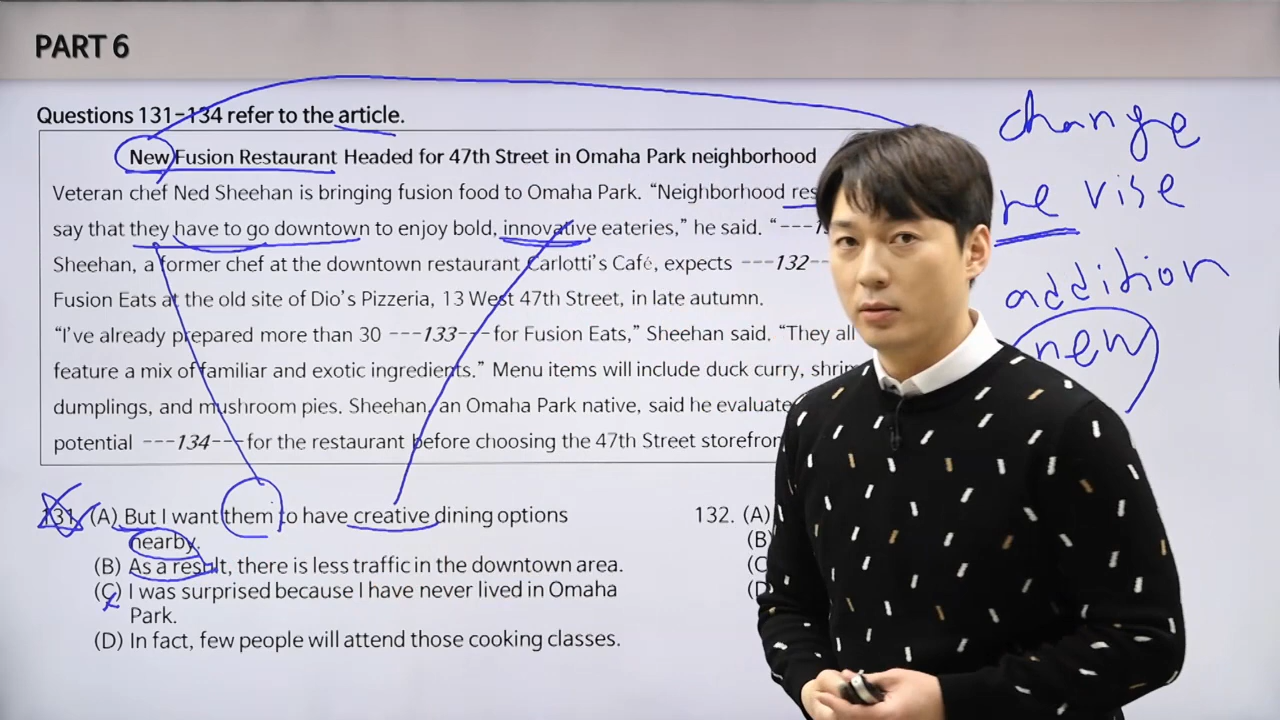 PART 6
Questions 131-134 refer to the article.
New Fusion Restaurant Headed for 47th Street in Omaha Park neighborhood
Veteran chef Ned Sheehan is bringing fusion food to Omaha Park. “Neighborhood
say that they have to go downtown to enjoy bold, innovative eateries,” he said. “
Sheehan, a former chef at the downtown restaurant Carlotti’s Café, expects ---132--
Fusion Eats at the old site of Dio’s Pizzeria, 13 West 47th Street, in late autumn.
“I’ve already prepared more than 30 ---133--- for Fusion Eats,” Sheehan said. “They all
feature a mix of familiar and exotic ingredients.” Menu items will include duck curry,
dumplings, and mushroom pies. Sheehan, an Omaha Park native, said he
potential ---134--- for the restaurant before choosing the 47th Street
131. (A) But I want them to have creative dining options
nearby.
(B) As a result, there is less traffic in the downtown area.
(C) I was surprised because I have never lived in Omaha
Park.
(D) In fact, few people will attend those cooking classes.
132. (A)
(B)
(C
(D
change
revise
addition
new